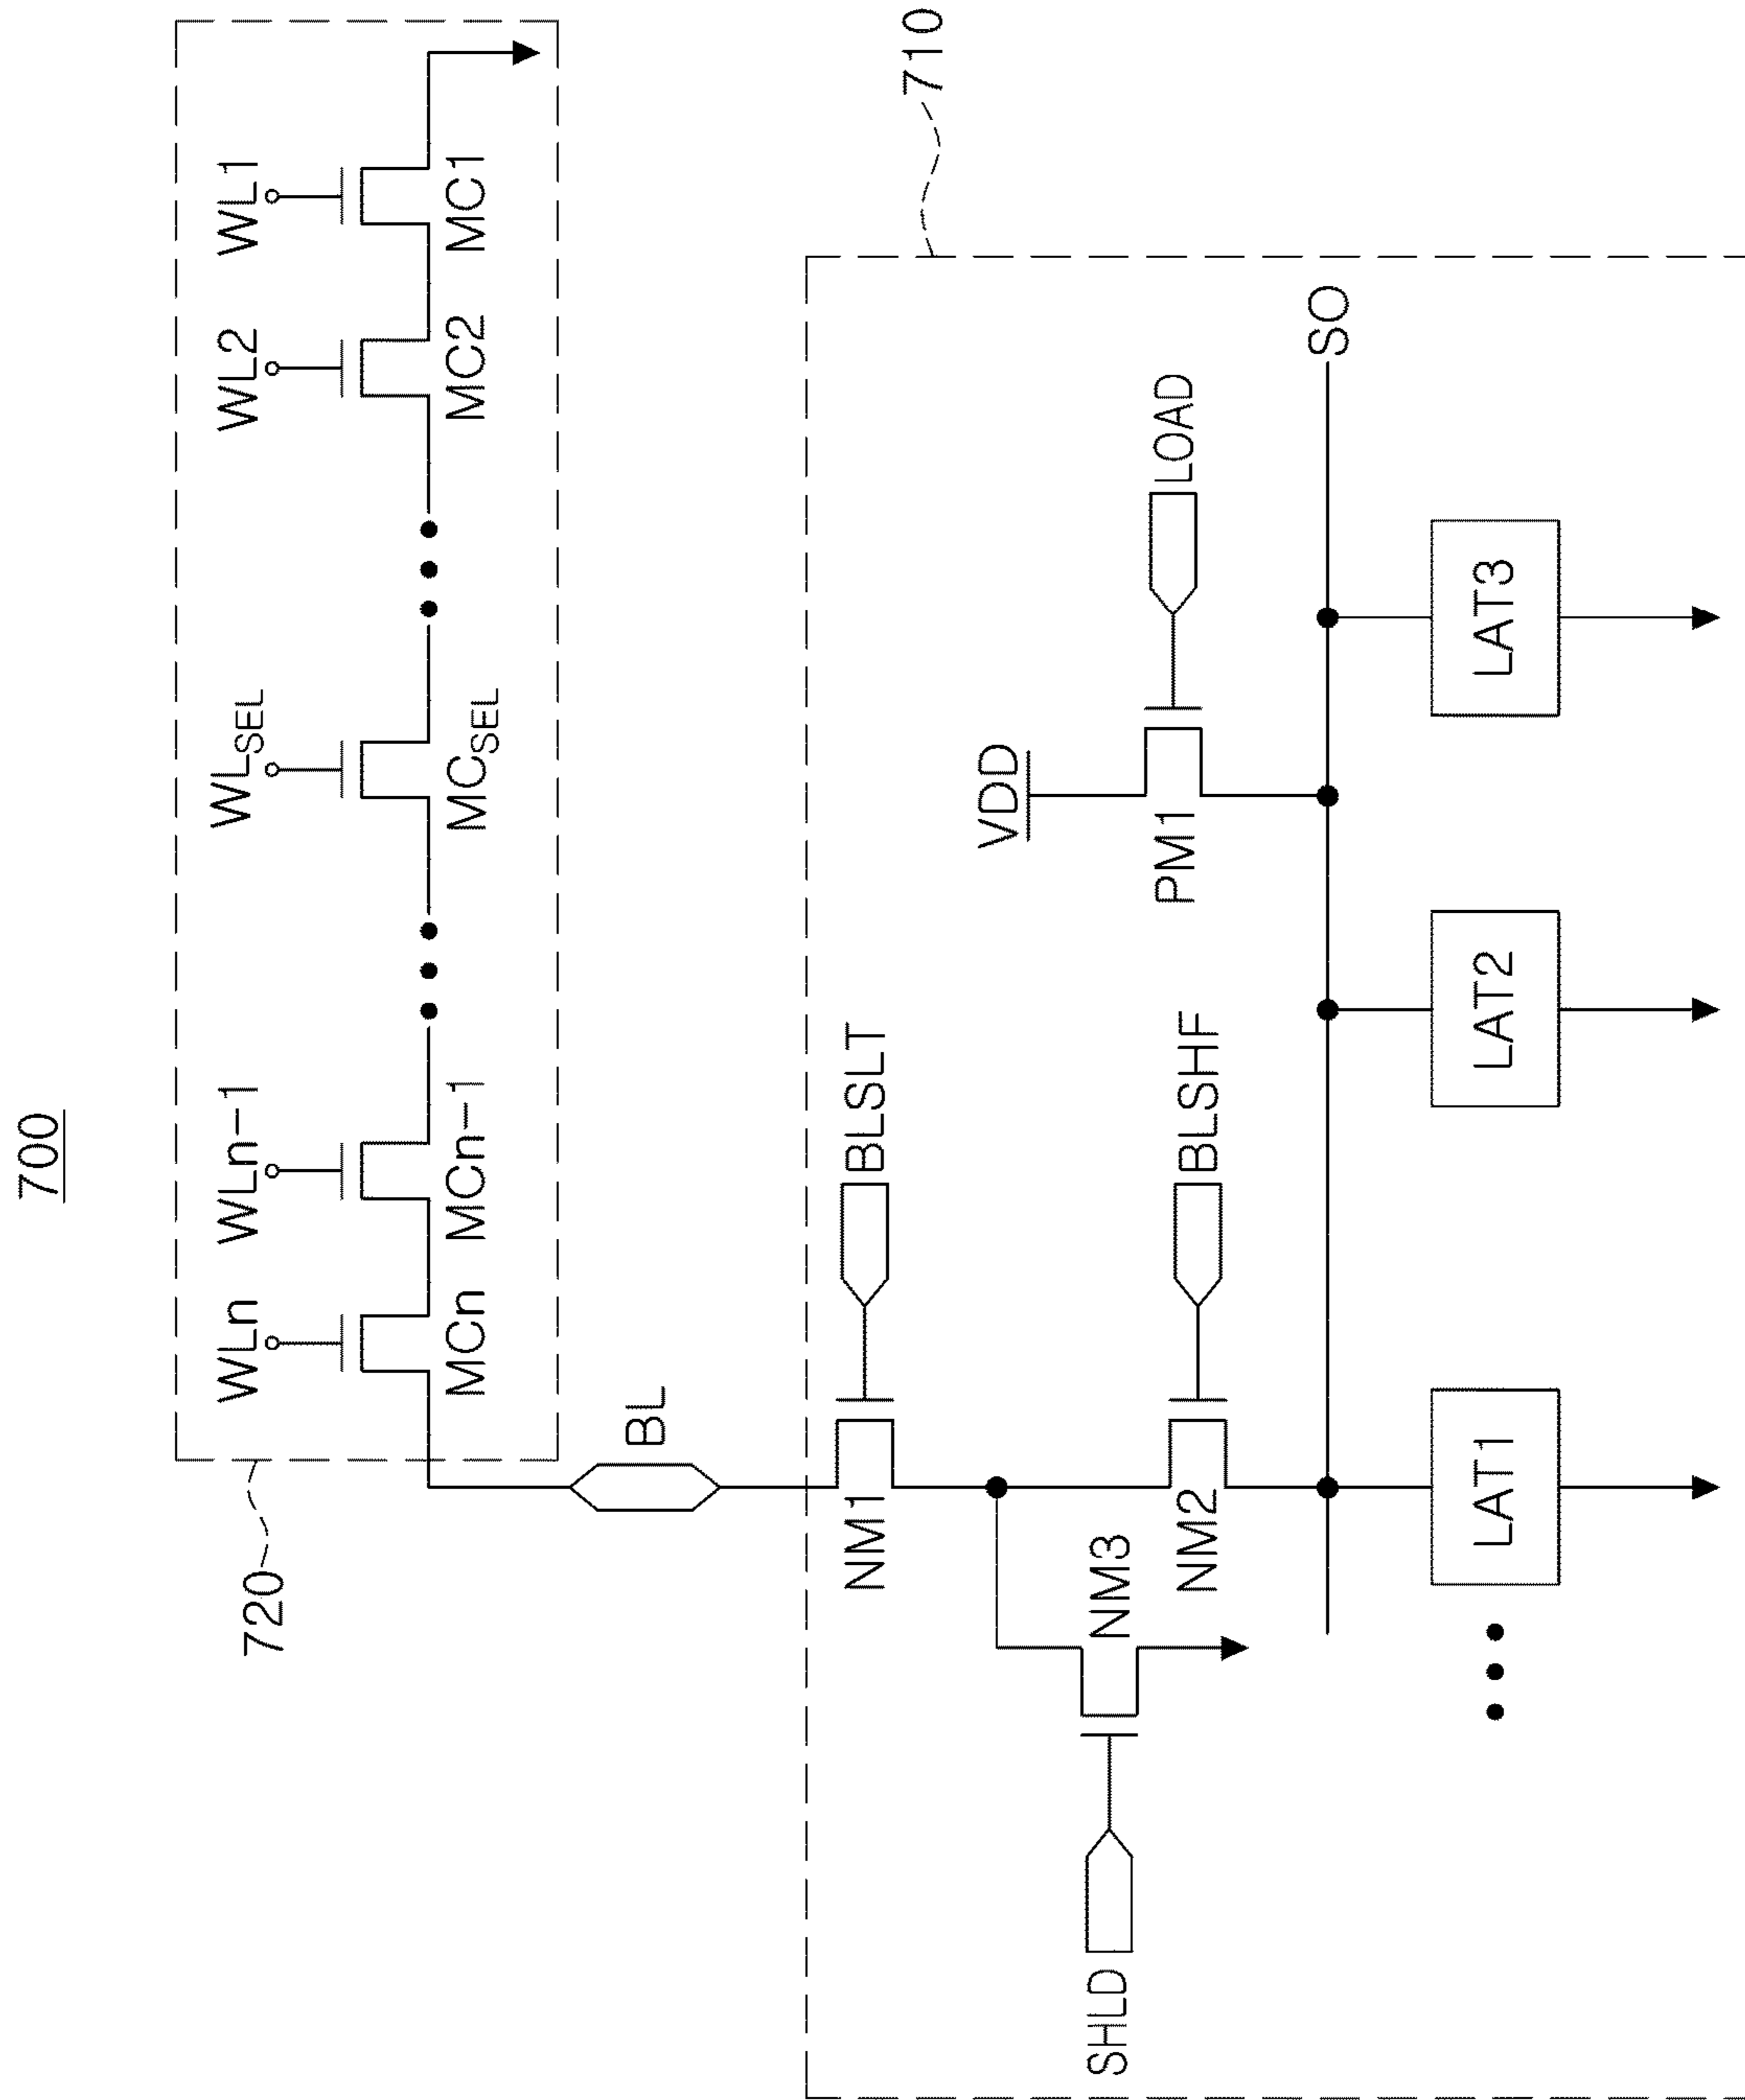 700
720
WLn
WLn-1
WLSEL
WL2
WL1
MCn
MCn-1
MCSEL
MC2
MC1
BL
710
NM1
BLSLT
VDD
SHLD
NM3
NM2
BLSHF
PM1
LOAD
SO
LAT1
LAT2
LAT3